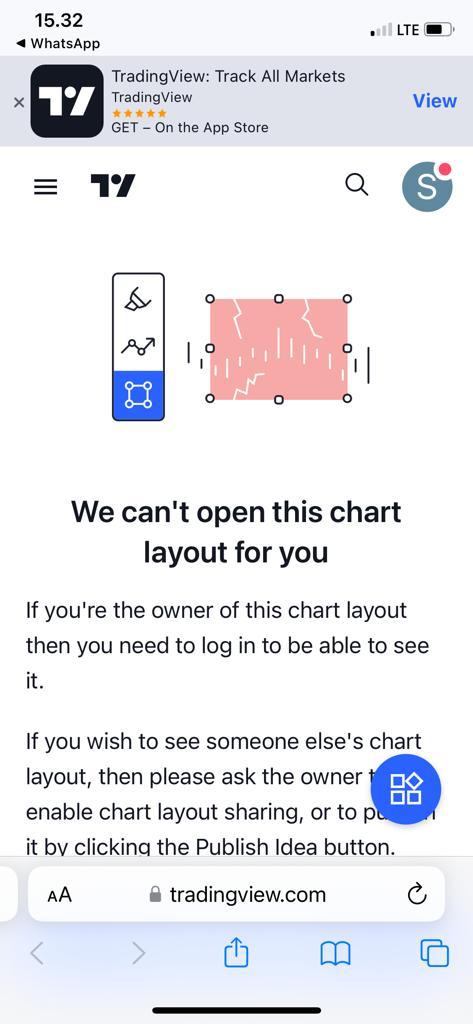 15.32
LTE
◀ WhatsApp
TradingView: Track All Markets
TradingView
GET – On the App Store
View
S
We can't open this chart
layout for you
If you're the owner of this chart layout
then you need to log in to be able to see
it.
If you wish to see someone else's chart
layout, then please ask the owner
enable chart layout sharing, or to
it by clicking the Publish Idea button.
AA
tradingview.com